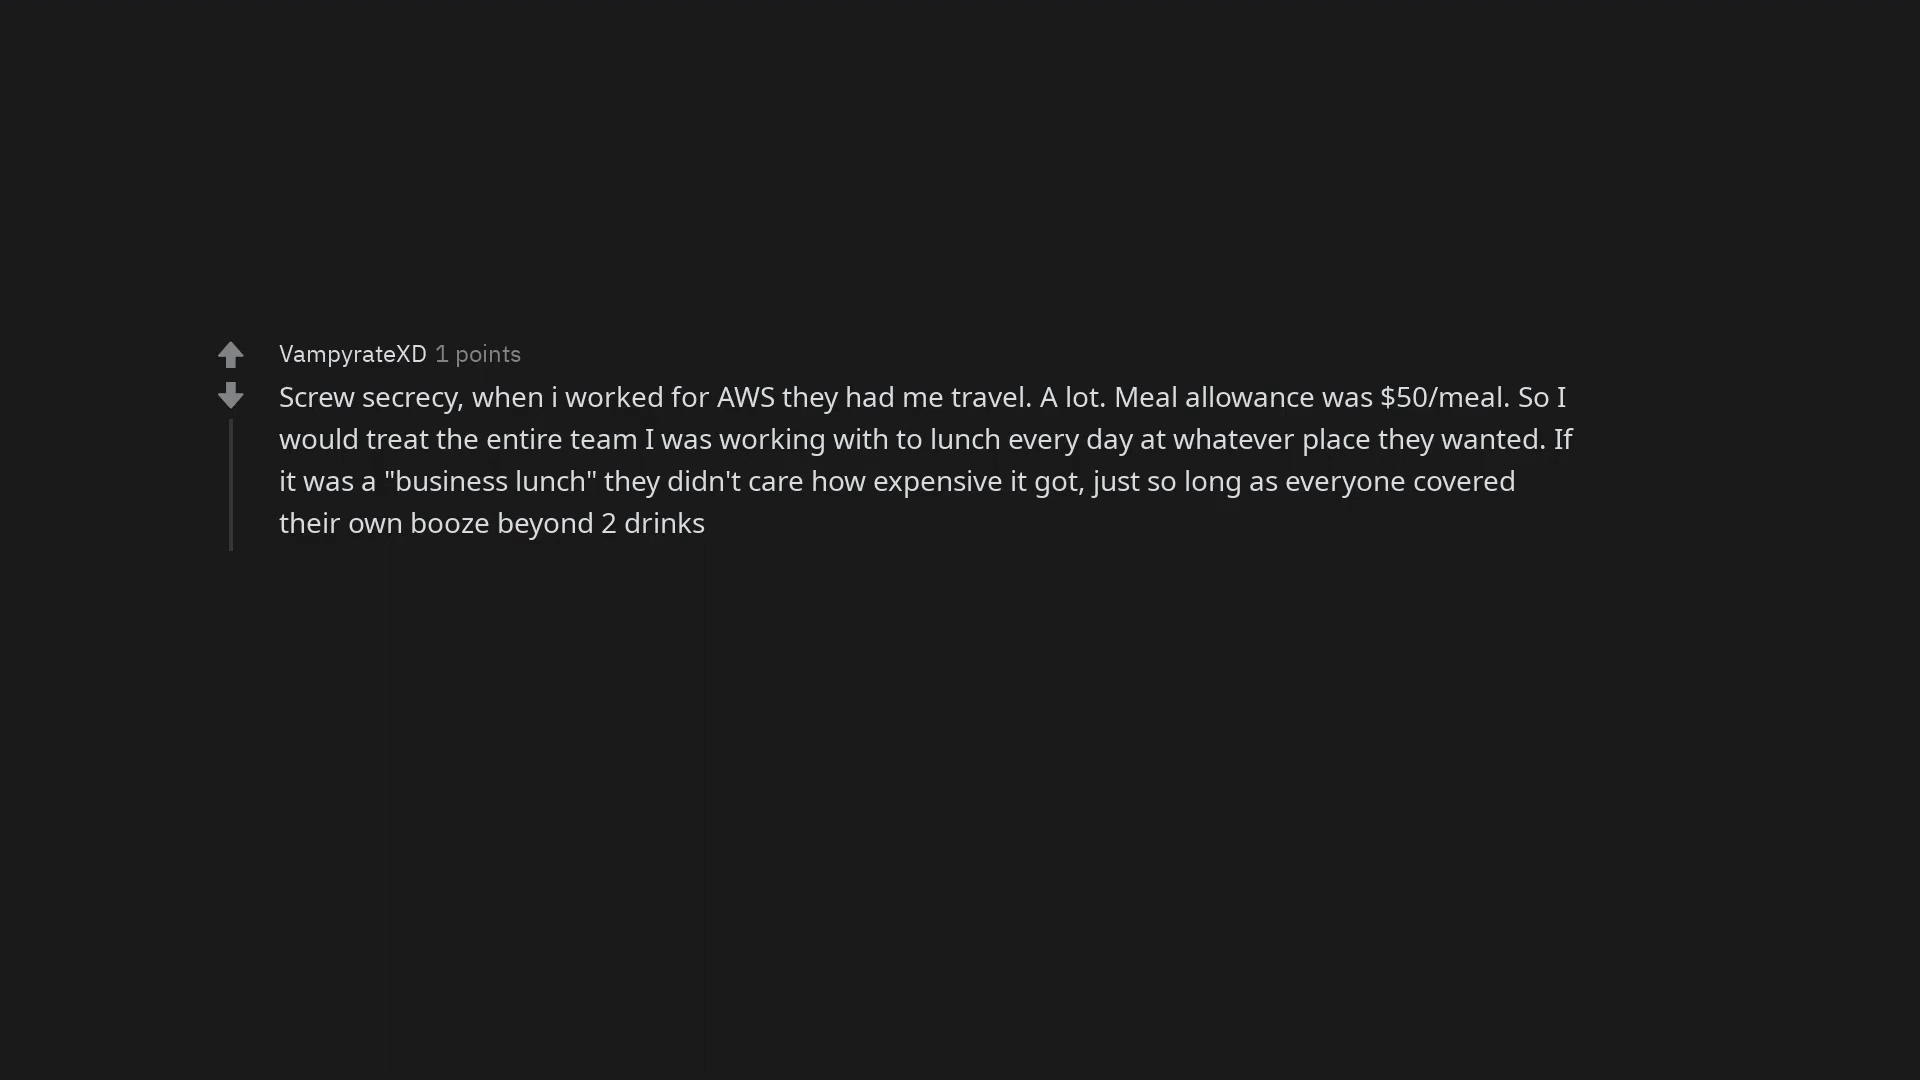 VampyrateXD 1 points
Screw secrecy, when i worked for AWS they had me travel. A lot. Meal allowance was $50/meal. So I
would treat the entire team I was working with to lunch every day at whatever place they wanted. If
it was a "business lunch" they didn't care how expensive it got, just so long as everyone covered
their own booze beyond 2 drinks